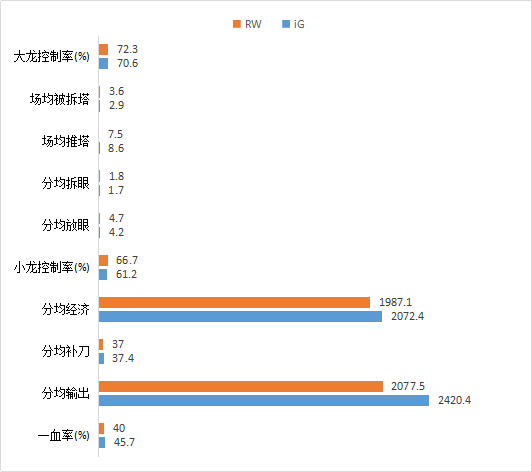 RW iG
大龙控制率(%) 72.3
70.6
场均被拆塔 3.6
2.9
场均推塔 7.5
8.6
分均拆眼 1.8
1.7
分均放眼 4.7
4.2
小龙控制率(%) 66.7
61.2
分均经济 1987.1
2072.4
分均补刀 37
37.4
分均输出 2077.5
2420.4
一血率(%) 40
45.7